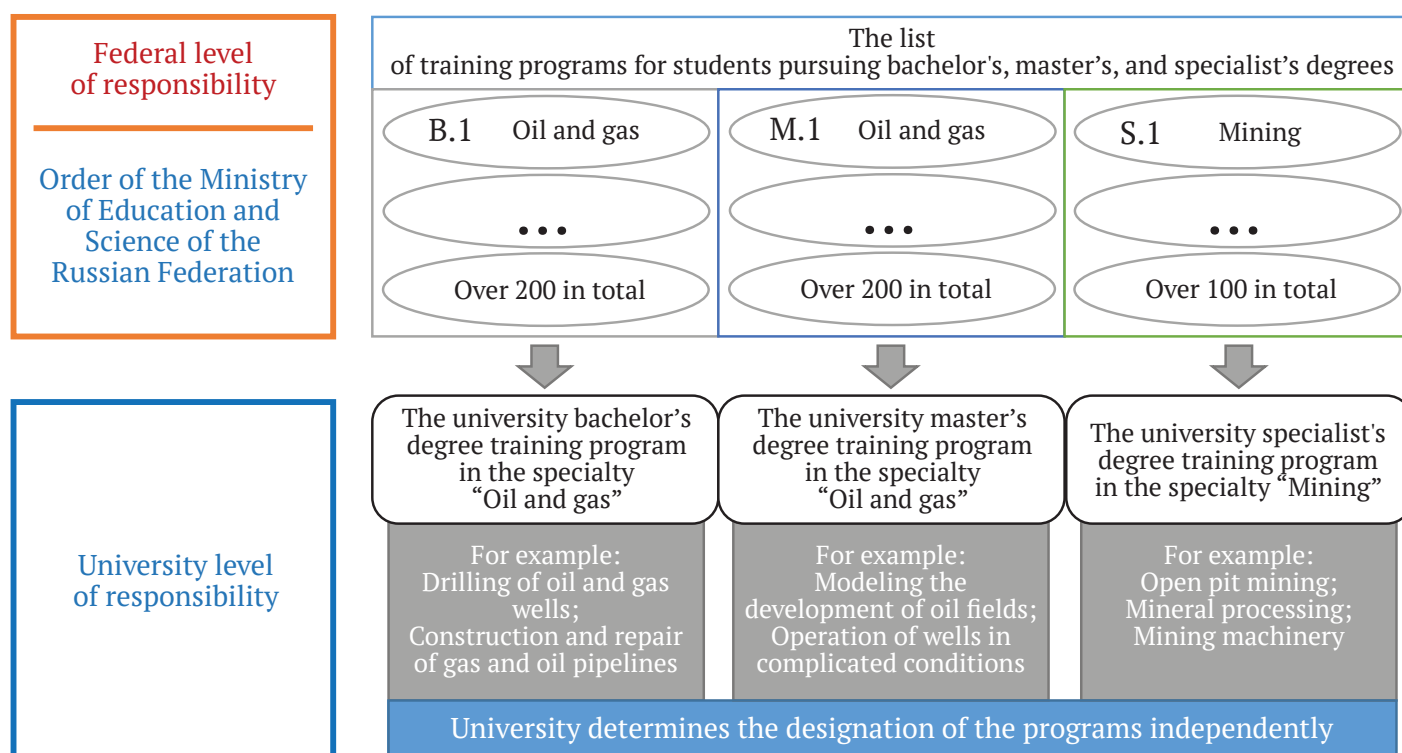 Federal level
of responsibility
Order of the Ministry
of Education and
Science of the
Russian Federation
The list
of training programs for students pursuing bachelor's, master’s, and specialist’s degrees
B.1 Oil and gas
...
Over 200 in total
M.1 Oil and gas
...
Over 200 in total
S.1 Mining
...
Over 100 in total
University level
of responsibility
The university bachelor’s
degree training program
in the specialty
“Oil and gas”
For example:
Drilling of oil and gas
wells;
Construction and repair
of gas and oil pipelines
The university master’s
degree training program
in the specialty
“Oil and gas”
For example:
Modeling the
development of oil fields;
Operation of wells in
complicated conditions
The university specialist's
degree training program
in the specialty “Mining”
For example:
Open pit mining;
Mineral processing;
Mining machinery
University determines the designation of the programs independently